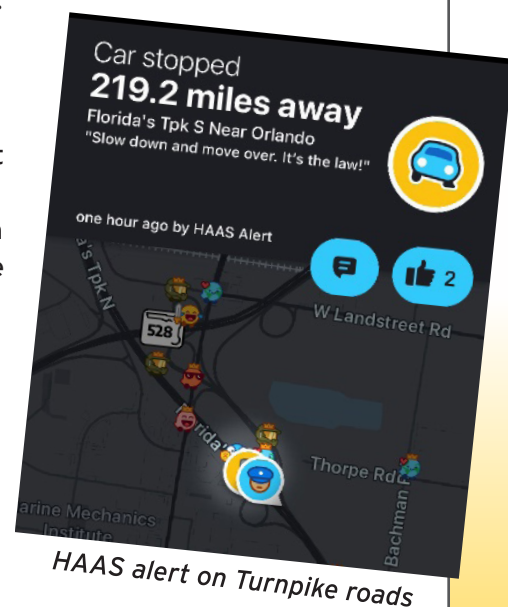 Car stopped
219.2 miles away
Florida's Tpk S Near Orlando
"Slow down and move over. It's the law!"
one hour ago by HAAS Alert
2
a's Tpk N
W Landstreet Rd
528
Thorpe Rd
Bachman
arine Mechanics
Institute
HAAS alert on Turnpike roads